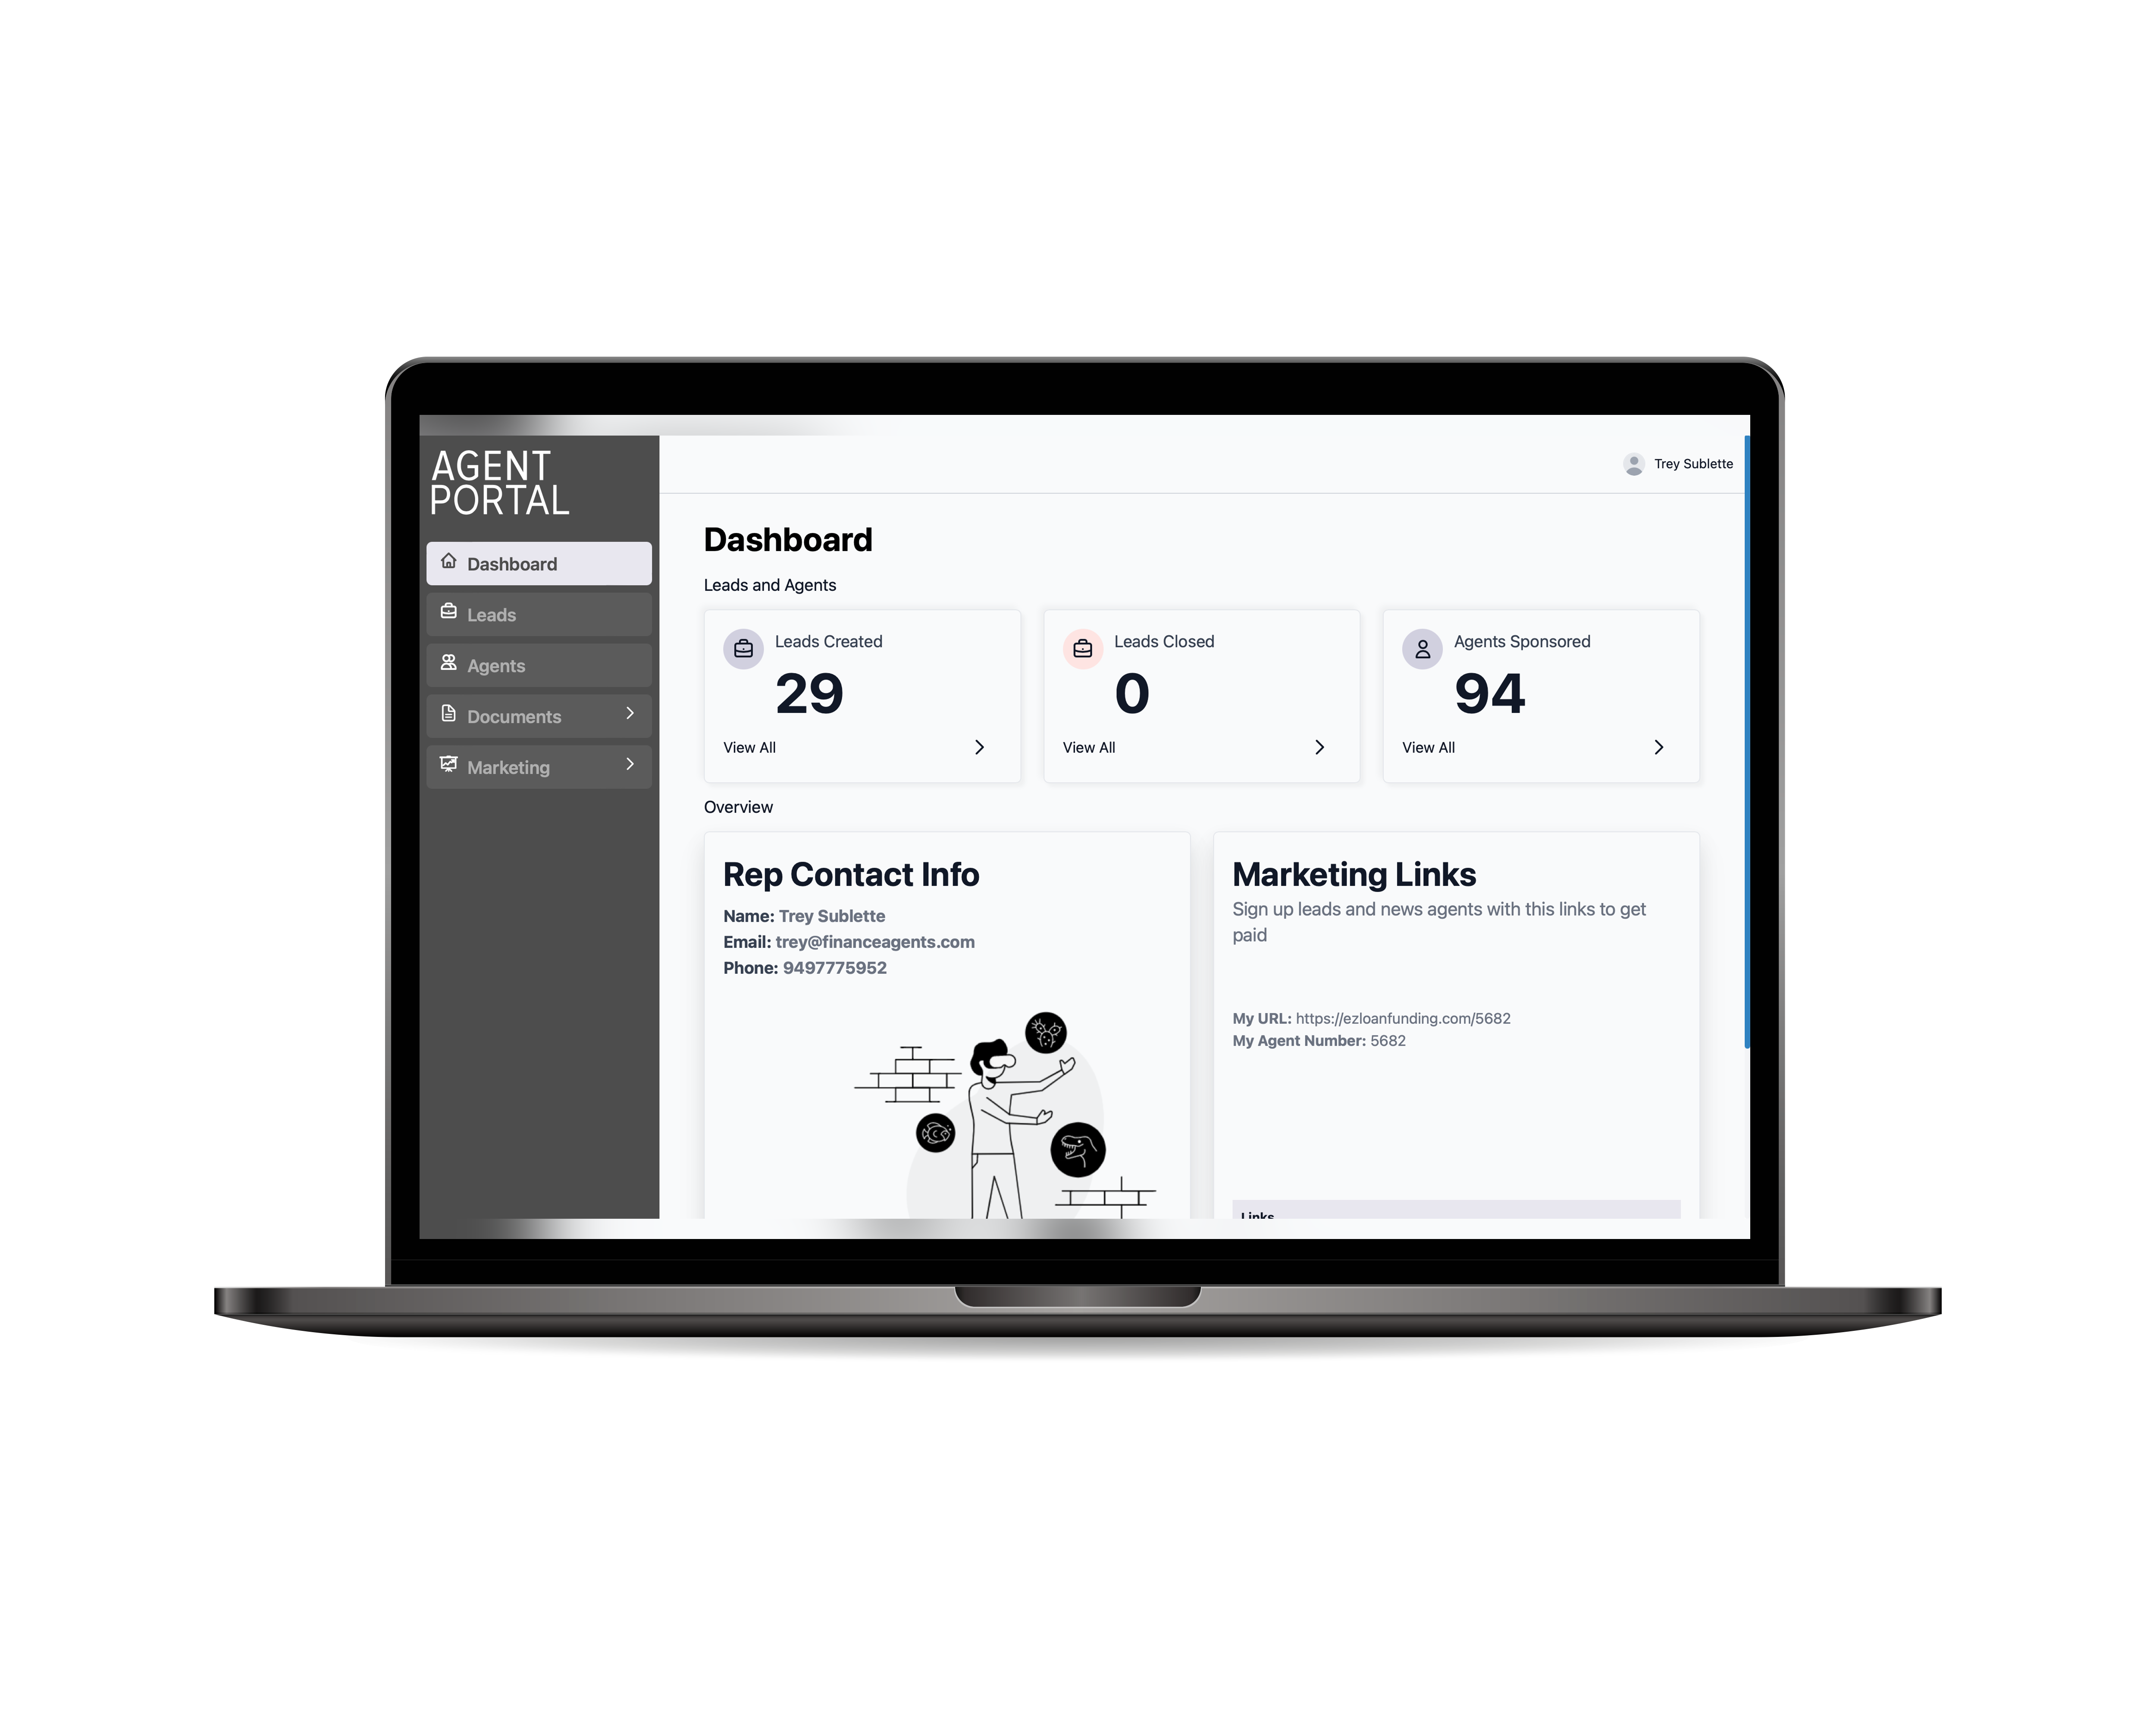 AGENT
PORTAL
Dashboard
Leads
Agents
Documents
Marketing
Trey Sublette
Dashboard
Leads and Agents
Leads Created
29
View All
Leads Closed
0
View All
Agents Sponsored
94
View All
Overview
Rep Contact Info
Name: Trey Sublette
Email: trey@financeagents.com
Phone: 9497775952
Marketing Links
Sign up leads and news agents with this links to get
paid
My URL: https://ezloanfunding.com/5682
My Agent Number: 5682
Links